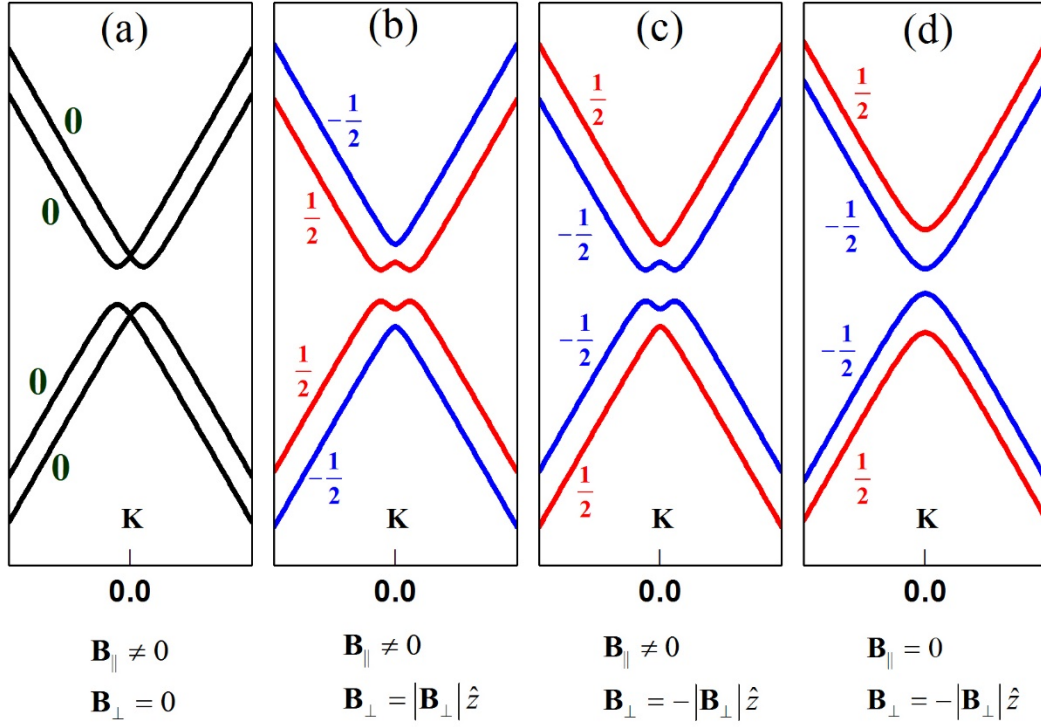 (a) (b) (c) (d)
0 -1/2 1/2 1/2
0 1/2 -1/2 -1/2
0 1/2 -1/2 -1/2
0 -1/2 1/2 1/2
K K K K
0.0 0.0 0.0 0.0
B∥ ≠ 0 B∥ ≠ 0 B∥ ≠ 0 B∥ = 0
B⊥ = 0 B⊥ = |B⊥| ẑ B⊥ = -|B⊥| ẑ B⊥ = -|B⊥| ẑ